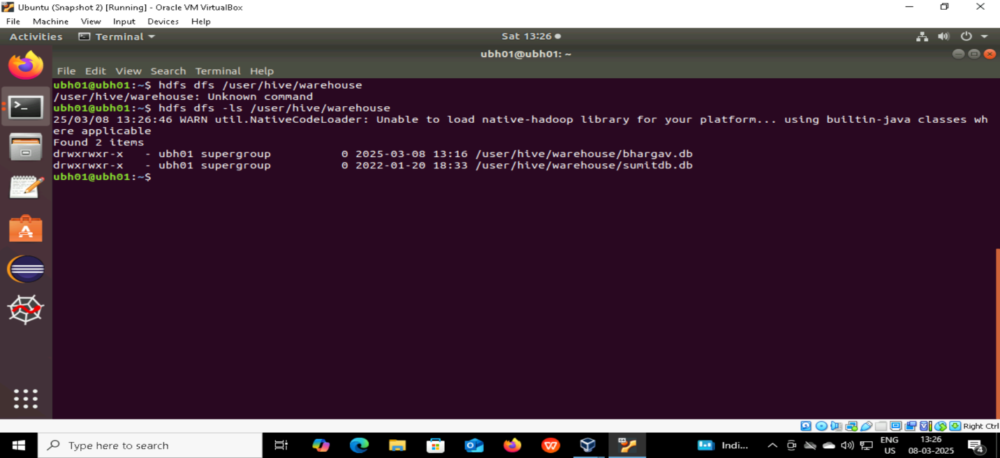 Ubuntu (Snapshot 2) [Running] - Oracle VM VirtualBox
File Machine View Input Devices Help
Activities Terminal Sat 13:26
ubh01@ubh01: ~
File Edit View Search Terminal Help
ubh01@ubh01:~$ hdfs dfs /user/hive/warehouse
/user/hive/warehouse: Unknown command
ubh01@ubh01:~$ hdfs dfs -ls /user/hive/warehouse
25/03/08 13:26:46 WARN util.NativeCodeLoader: Unable to load native-hadoop library for your platform... using builtin-java classes wh
ere applicable
Found 2 items
drwxrwxr-x - ubh01 supergroup 0 2025-03-08 13:16 /user/hive/warehouse/bhargav.db
drwxrwxr-x - ubh01 supergroup 0 2022-01-20 18:33 /user/hive/warehouse/sumitdb.db
ubh01@ubh01:~$
Right Ctrl
Type here to search
Indi...
ENG
US
13:26
08-03-2025
4